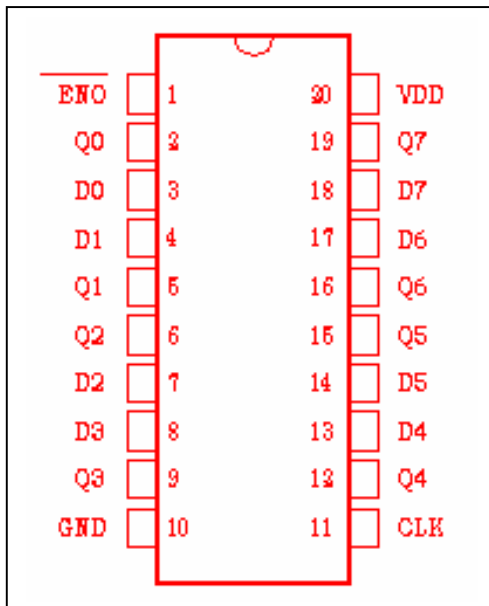 ENO 1 20 VDD
Q0 2 19 Q7
D0 3 18 D7
D1 4 17 D6
Q1 5 16 Q6
Q2 6 15 Q5
D2 7 14 D5
D3 8 13 D4
Q3 9 12 Q4
GND 10 11 CLK